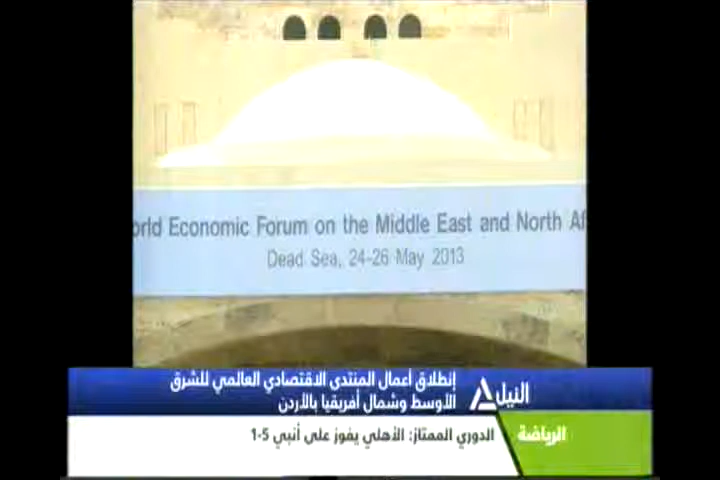 orld Economic Forum on the Middle East and North Af
Dead Sea, 24-26 May 2013
إنطلاق أعمال المنتدى الاقتصادي العالمي للشرق
الأوسط وشمال أفريقيا بالأردن
النيل
الرياضة
الدوري الممتاز: الأهلي يفوز على أنبي 5-1